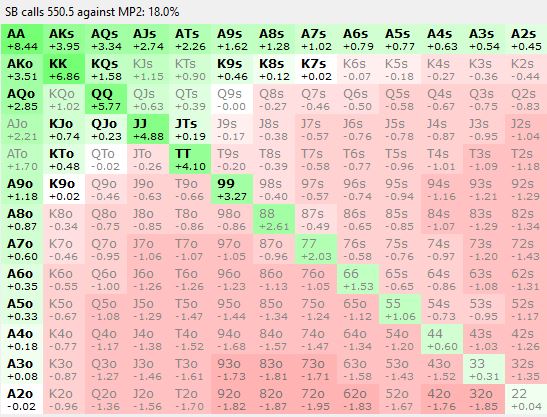 SB calls 550.5 against MP2: 18.0%
AA AKs AQs AJs ATs A9s A8s A7s A6s A5s A4s A3s A2s
+8.44 +3.95 +3.34 +2.74 +2.26 +1.62 +1.28 +1.02 +0.79 +0.77 +0.63 +0.54 +0.45
AKo KK KQs KJs KTs K9s K8s K7s K6s K5s K4s K3s K2s
+3.51 +6.86 +1.58 +1.15 +0.90 +0.46 +0.12 +0.02 -0.07 -0.18 -0.27 -0.36 -0.44
AQo KQo QQ QJs QTs Q9s Q8s Q7s Q6s Q5s Q4s Q3s Q2s
+2.85 +1.02 +5.77 +0.63 +0.39 -0.00 -0.27 -0.46 -0.50 -0.58 -0.67 -0.75 -0.83
AJo KJo QJo JJ JTs J9s J8s J7s J6s J5s J4s J3s J2s
+2.21 +0.74 +0.23 +4.88 +0.19 -0.17 -0.38 -0.57 -0.76 -0.78 -0.87 -0.95 -1.04
ATo KTo QTo JTo TT T9s T8s T7s T6s T5s T4s T3s T2s
+1.70 +0.48 -0.02 -0.26 +4.10 -0.20 -0.39 -0.58 -0.77 -0.96 -1.01 -1.09 -1.18
A9o K9o Q9o J9o T9o 99 98s 97s 96s 95s 94s 93s 92s
+1.18 +0.02 -0.46 -0.63 -0.66 +3.27 -0.40 -0.57 -0.74 -0.94 -1.16 -1.21 -1.29
A8o K8o Q8o J8o T8o 98o 88 87s 86s 85s 84s 83s 82s
+0.87 -0.34 -0.75 -0.85 -0.86 -0.86 +2.61 -0.49 -0.65 -0.85 -1.07 -1.29 -1.34
A7o K7o Q7o J7o T7o 97o 87o 77 76s 75s 74s 73s 72s
+0.60 -0.46 -0.95 -1.06 -1.07 -1.05 -0.96 +2.03 -0.58 -0.76 -0.97 -1.20 -1.43
A6o K6o Q6o J6o T6o 96o 86o 76o 66 65s 64s 63s 62s
+0.35 -0.55 -1.00 -1.26 -1.26 -1.23 -1.13 -1.05 +1.53 -0.65 -0.86 -1.08 -1.31
A5o K5o Q5o J5o T5o 95o 85o 75o 65o 55 54s 53s 52s
+0.33 -0.67 -1.08 -1.29 -1.47 -1.44 -1.34 -1.24 -1.12 +1.06 -0.73 -0.95 -1.17
A4o K4o Q4o J4o T4o 94o 84o 74o 64o 54o 44 43s 42s
+0.18 -0.77 -1.17 -1.38 -1.52 -1.68 -1.57 -1.47 -1.34 -1.20 +0.60 -1.03 -1.26
A3o K3o Q3o J3o T3o 93o 83o 73o 63o 53o 43o 33 32s
+0.08 -0.87 -1.27 -1.46 -1.61 -1.73 -1.81 -1.71 -1.58 -1.43 -1.52 +0.31 -1.35
A2o K2o Q2o J2o T2o 92o 82o 72o 62o 52o 42o 32o 22
-0.02 -0.96 -1.36 -1.56 -1.70 -1.82 -1.87 -1.95 -1.83 -1.67 -1.76 -1.85 +0.04